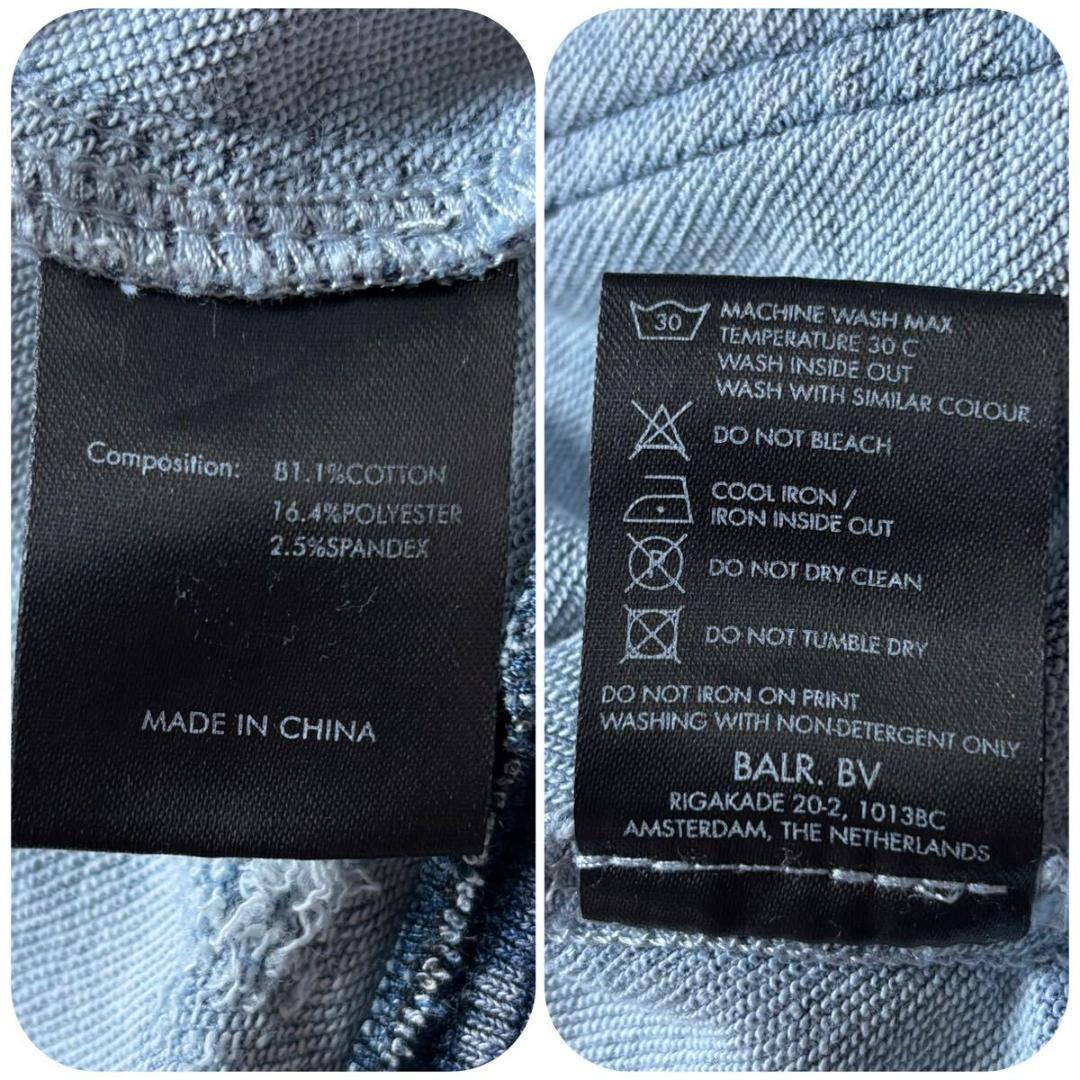 Composition: 81.1%COTTON
16.4%POLYESTER
2.5%SPANDEX
MADE IN CHINA
30 MACHINE WASH MAX
TEMPERATURE 30 C
WASH INSIDE OUT
WASH WITH SIMILAR COLOUR
DO NOT BLEACH
COOL IRON /
IRON INSIDE OUT
P DO NOT DRY CLEAN
DO NOT TUMBLE DRY
DO NOT IRON ON PRINT
WASHING WITH NON-DETERGENT ONLY
BALR. BV
RIGAKADE 20-2, 1013BC
AMSTERDAM, THE NETHERLANDS